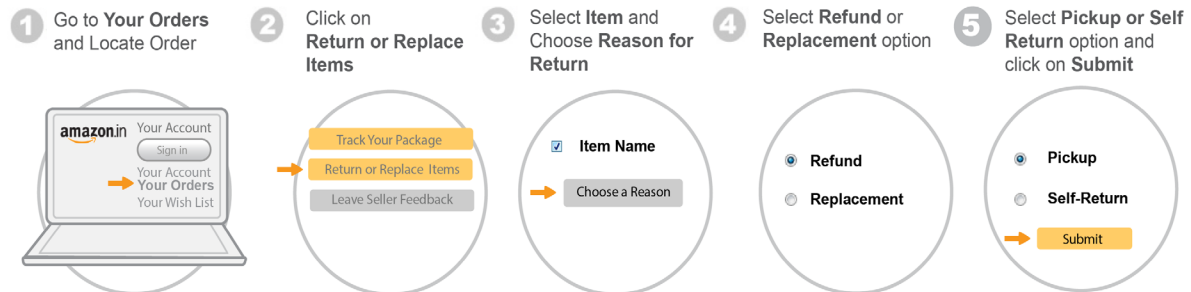 1
Go to Your Orders
and Locate Order
amazon.in
Your Account
Sign in
Your Account
Your Orders
Your Wish List
2
Click on
Return or Replace
Items
Track Your Package
Return or Replace Items
Leave Seller Feedback
3
Select Item and
Choose Reason for
Return
Item Name
Choose a Reason
4
Select Refund or
Replacement option
Refund
Replacement
5
Select Pickup or Self
Return option and
click on Submit
Pickup
Self-Return
Submit